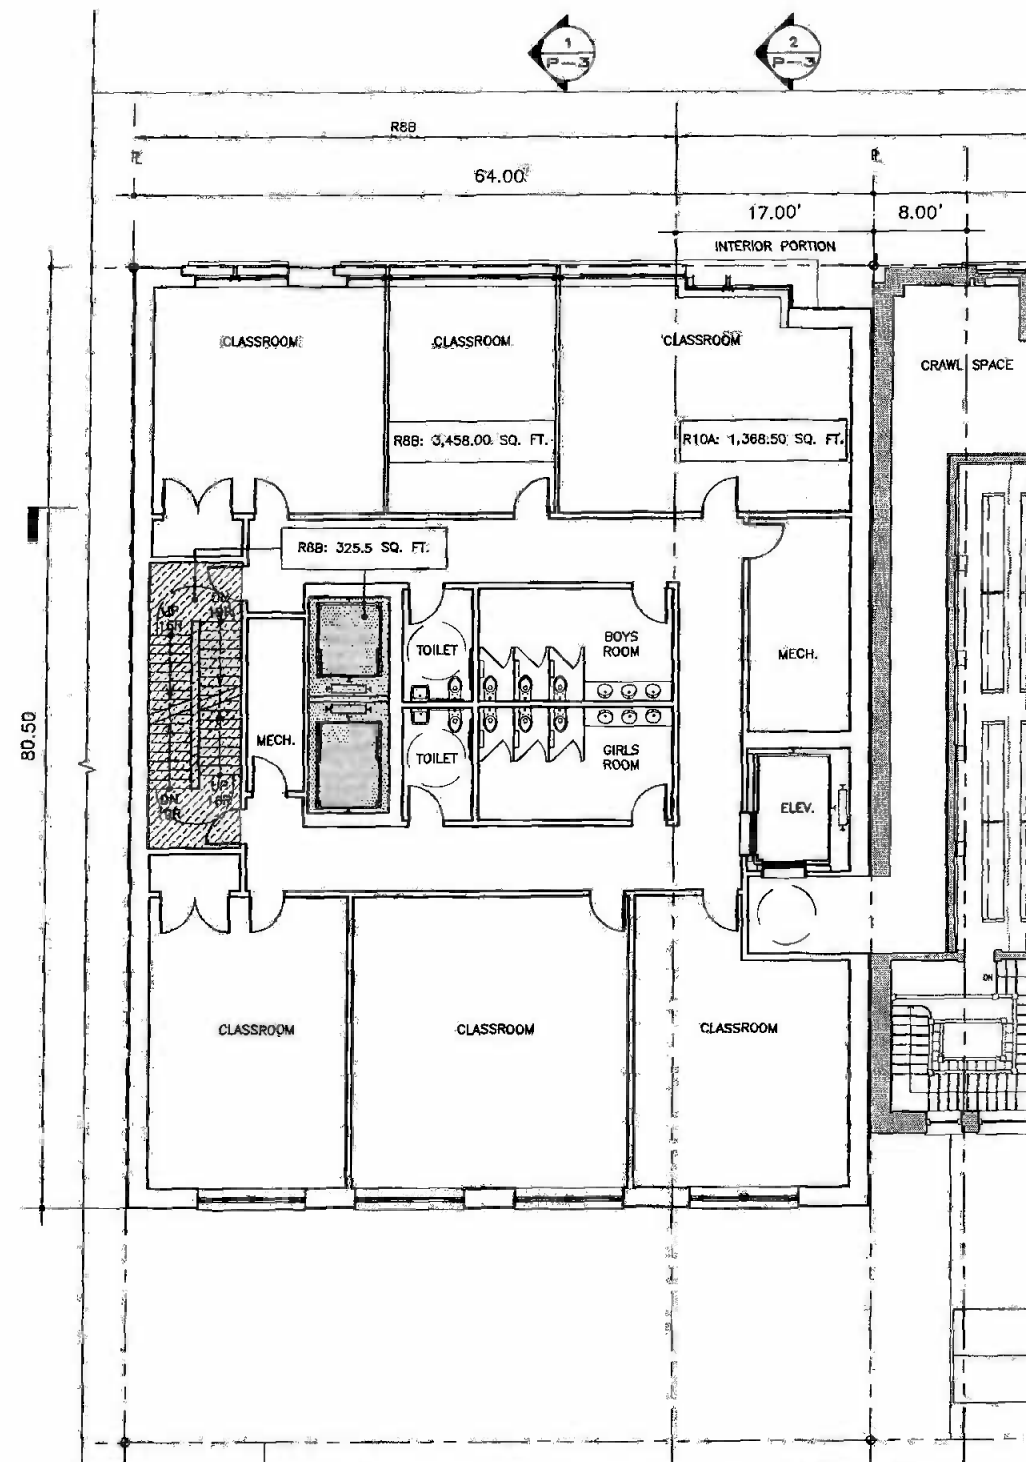 1
P-3
2
P-3
R8B
64.00'
17.00'
8.00'
INTERIOR PORTION
CLASSROOM
CLASSROOM
CLASSROOM
CRAWL SPACE
R8B: 3,458.00 SQ. FT.
R10A: 1,368.50 SQ. FT.
R8B: 325.5 SQ. FT.
UP
DN
TOILET
BOYS
ROOM
MECH.
80.50
MECH.
TOILET
GIRLS
ROOM
ELEV.
UP
DN
DN
CLASSROOM
CLASSROOM
CLASSROOM